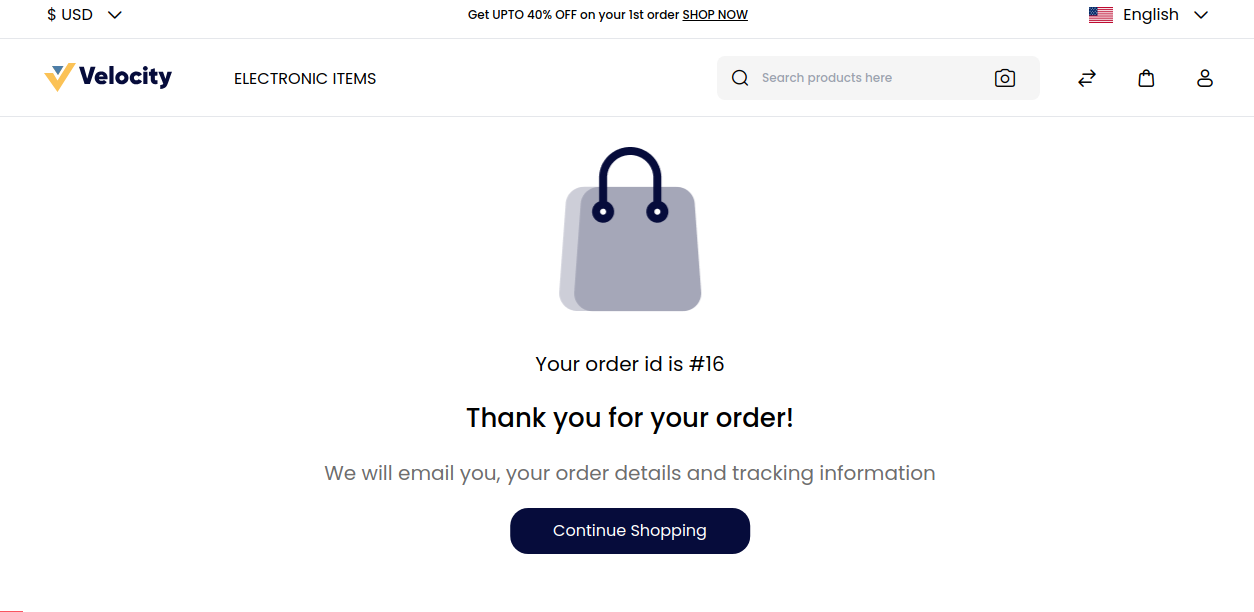 $ USD
Get UPTO 40% OFF on your 1st order SHOP NOW
English
Velocity
ELECTRONIC ITEMS
Search products here
Your order id is #16
Thank you for your order!
We will email you, your order details and tracking information
Continue Shopping